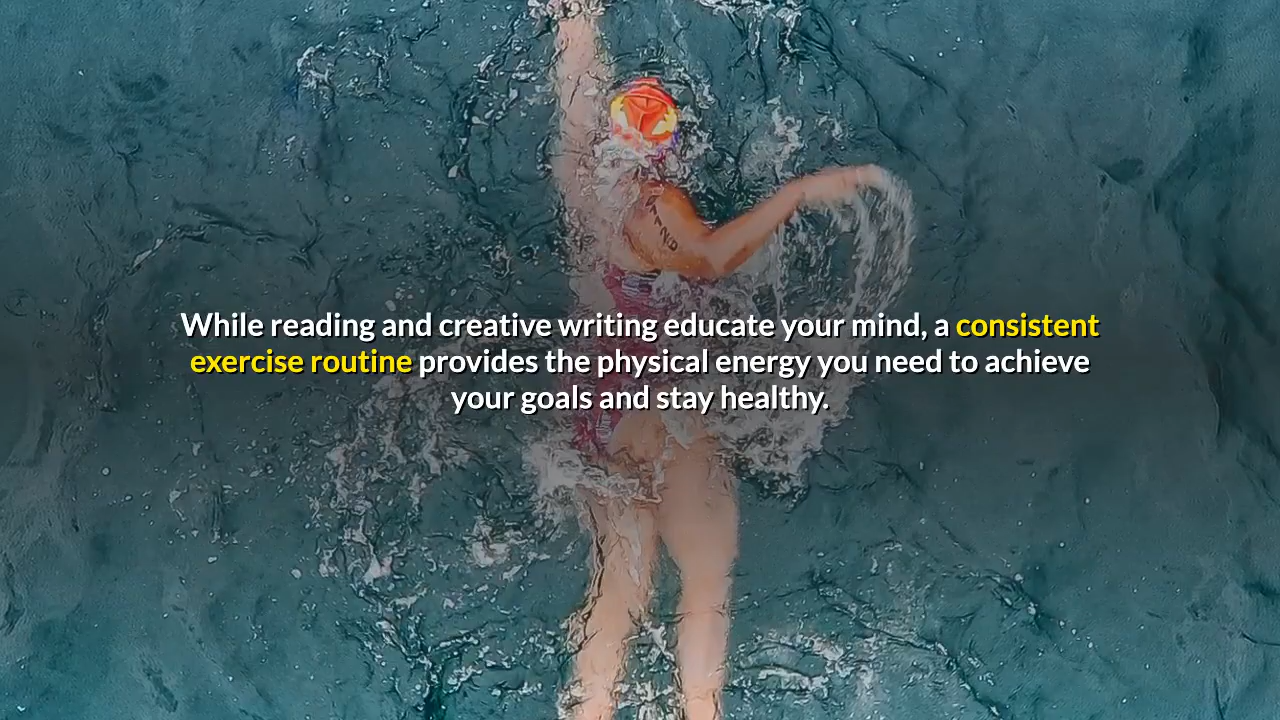 While reading and creative writing educate your mind, a consistent
exercise routine provides the physical energy you need to achieve
your goals and stay healthy.